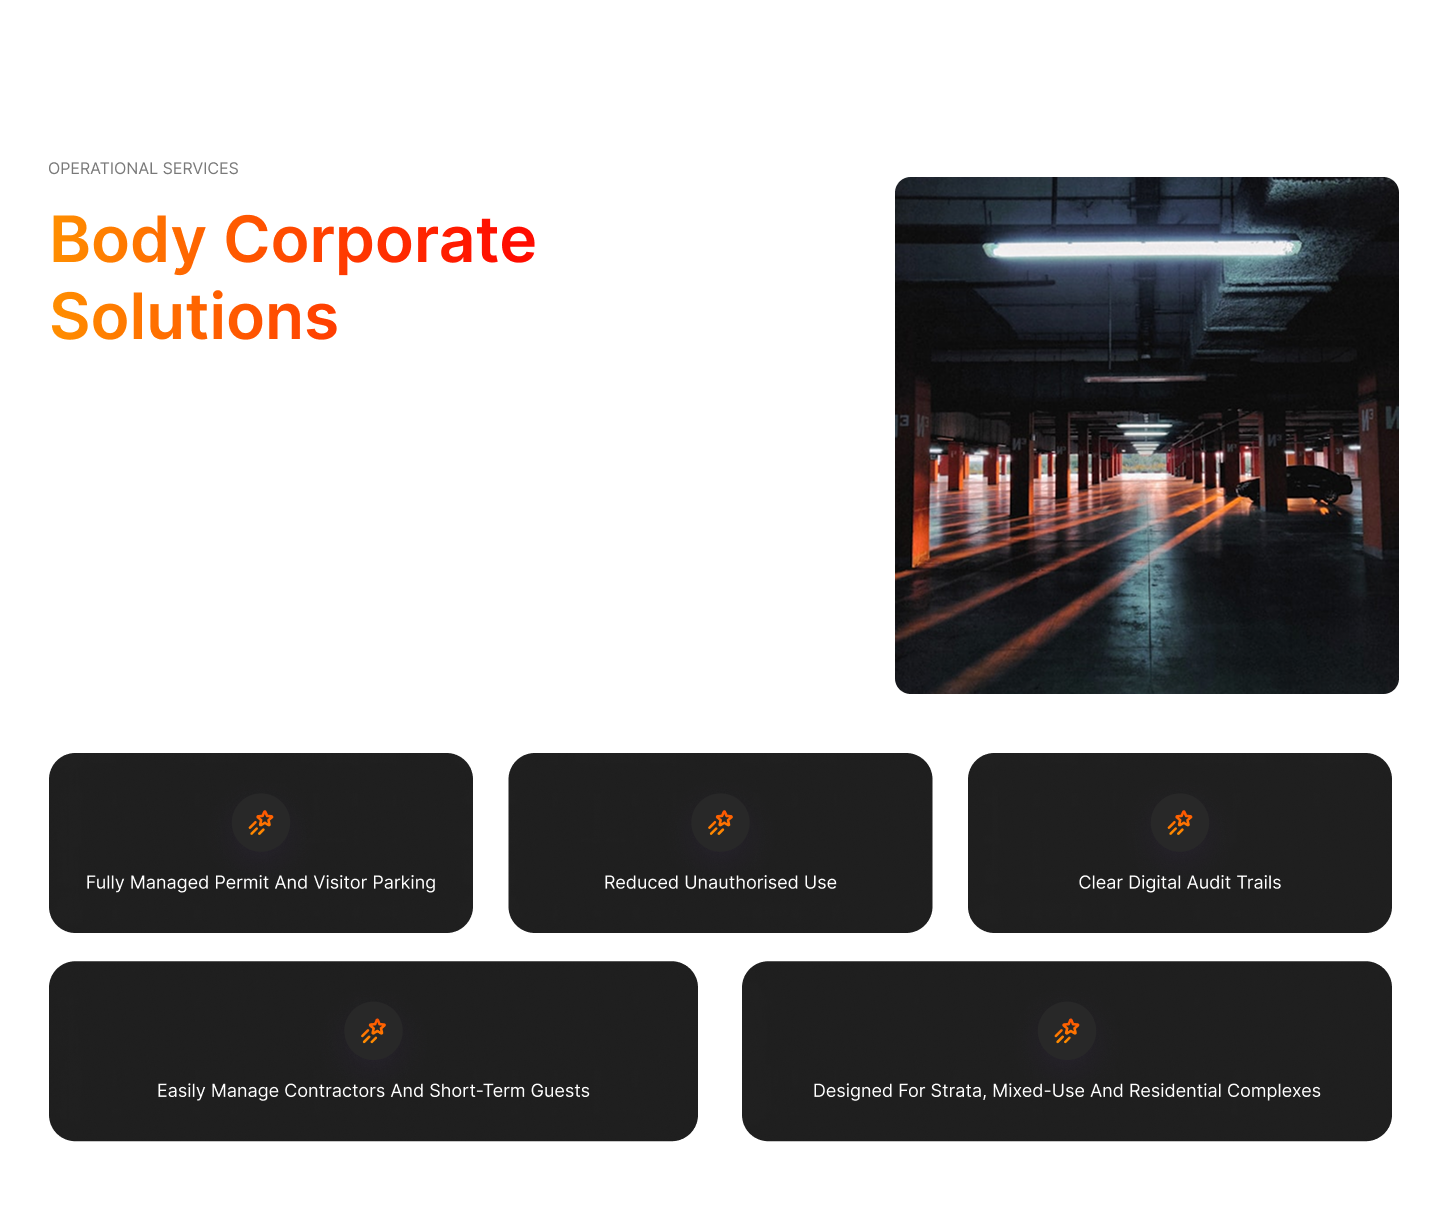 OPERATIONAL SERVICES
Body Corporate
Solutions
Fully Managed Permit And Visitor Parking
Reduced Unauthorised Use
Clear Digital Audit Trails
Easily Manage Contractors And Short-Term Guests
Designed For Strata, Mixed-Use And Residential Complexes